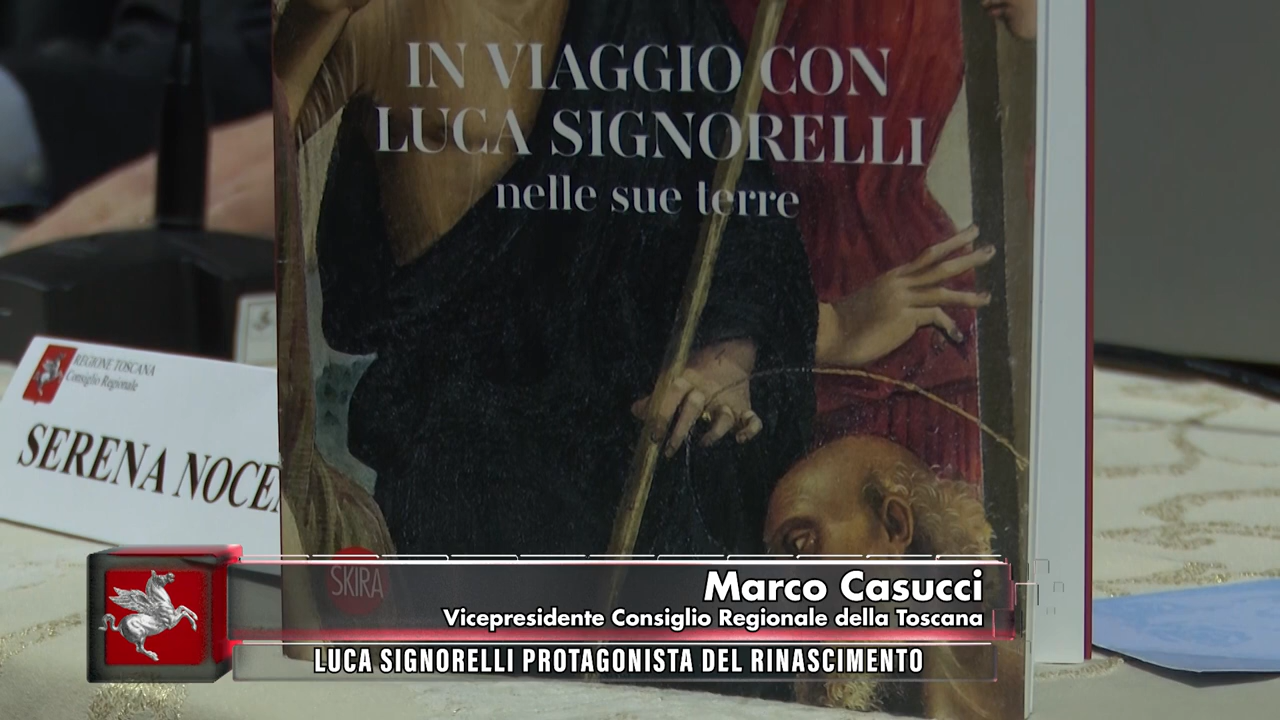 IN VIAGGIO CON
LUCA SIGNORELLI
nelle sue terre
REGIONE TOSCANA
Consiglio Regionale
SERENA NOCE
SKIRA
Marco Casucci
Vicepresidente Consiglio Regionale della Toscana
LUCA SIGNORELLI PROTAGONISTA DEL RINASCIMENTO